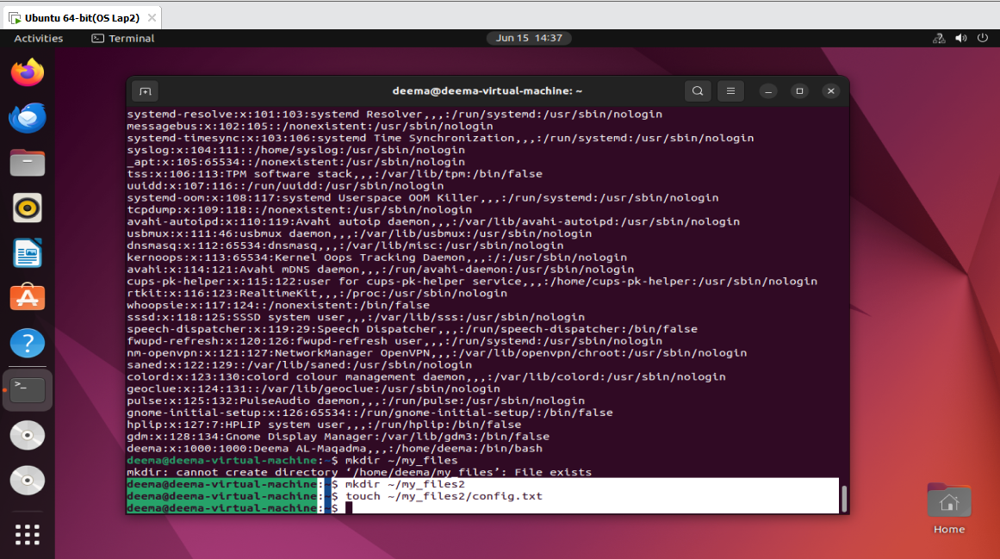 Ubuntu 64-bit(OS Lap2)
Activities
Terminal
Jun 15 14:37
deema@deema-virtual-machine: ~
systemd-resolve:x:101:103:systemd Resolver,,,:/run/systemd:/usr/sbin/nologin
messagebus:x:102:105::/nonexistent:/usr/sbin/nologin
systemd-timesync:x:103:106:systemd Time Synchronization,,,:/run/systemd:/usr/sbin/nologin
syslog:x:104:111::/home/syslog:/usr/sbin/nologin
_apt:x:105:65534::/nonexistent:/usr/sbin/nologin
tss:x:106:113:TPM software stack,,,:/var/lib/tpm:/bin/false
uuidd:x:107:116::/run/uuidd:/usr/sbin/nologin
systemd-oom:x:108:117:systemd Userspace OOM Killer,,,:/run/systemd:/usr/sbin/nologin
tcpdump:x:109:118::/nonexistent:/usr/sbin/nologin
avahi-autoipd:x:110:119:Avahi autoip daemon,,,:/var/lib/avahi-autoipd:/usr/sbin/nologin
usbmux:x:111:46:usbmux daemon,,,:/var/lib/usbmux:/usr/sbin/nologin
dnsmasq:x:112:65534:dnsmasq,,,:/var/lib/misc:/usr/sbin/nologin
kernoops:x:113:65534:Kernel Oops Tracking Daemon,,,:/:/usr/sbin/nologin
avahi:x:114:121:Avahi mDNS daemon,,,:/run/avahi-daemon:/usr/sbin/nologin
cups-pk-helper:x:115:122:user for cups-pk-helper service,,,:/home/cups-pk-helper:/usr/sbin/nologin
rtkit:x:116:123:RealtimeKit,,,:/proc:/usr/sbin/nologin
whoopsie:x:117:124::/nonexistent:/bin/false
sssd:x:118:125:SSSD system user,,,:/var/lib/sss:/usr/sbin/nologin
speech-dispatcher:x:119:29:Speech Dispatcher,,,:/run/speech-dispatcher:/bin/false
fwupd-refresh:x:120:126:fwupd-refresh user,,,:/run/systemd:/usr/sbin/nologin
nm-openvpn:x:121:127:NetworkManager OpenVPN,,,:/var/lib/openvpn/chroot:/usr/sbin/nologin
saned:x:122:129::/var/lib/saned:/usr/sbin/nologin
colord:x:123:130:colord colour management daemon,,,:/var/lib/colord:/usr/sbin/nologin
geoclue:x:124:131::/var/lib/geoclue:/usr/sbin/nologin
pulse:x:125:132:PulseAudio daemon,,,:/run/pulse:/usr/sbin/nologin
gnome-initial-setup:x:126:65534::/run/gnome-initial-setup/:/bin/false
hplip:x:127:7:HPLIP system user,,,:/run/hplip:/bin/false
gdm:x:128:134:Gnome Display Manager:/var/lib/gdm3:/bin/false
deema:x:1000:1000:Deema AL-Maqadma,,,:/home/deema:/bin/bash
deema@deema-virtual-machine:~$ mkdir ~/my_files
mkdir: cannot create directory ‘/home/deema/my_files’: File exists
deema@deema-virtual-machine:~$ mkdir ~/my_files2
deema@deema-virtual-machine:~$ touch ~/my_files2/config.txt
deema@deema-virtual-machine:~$
Home